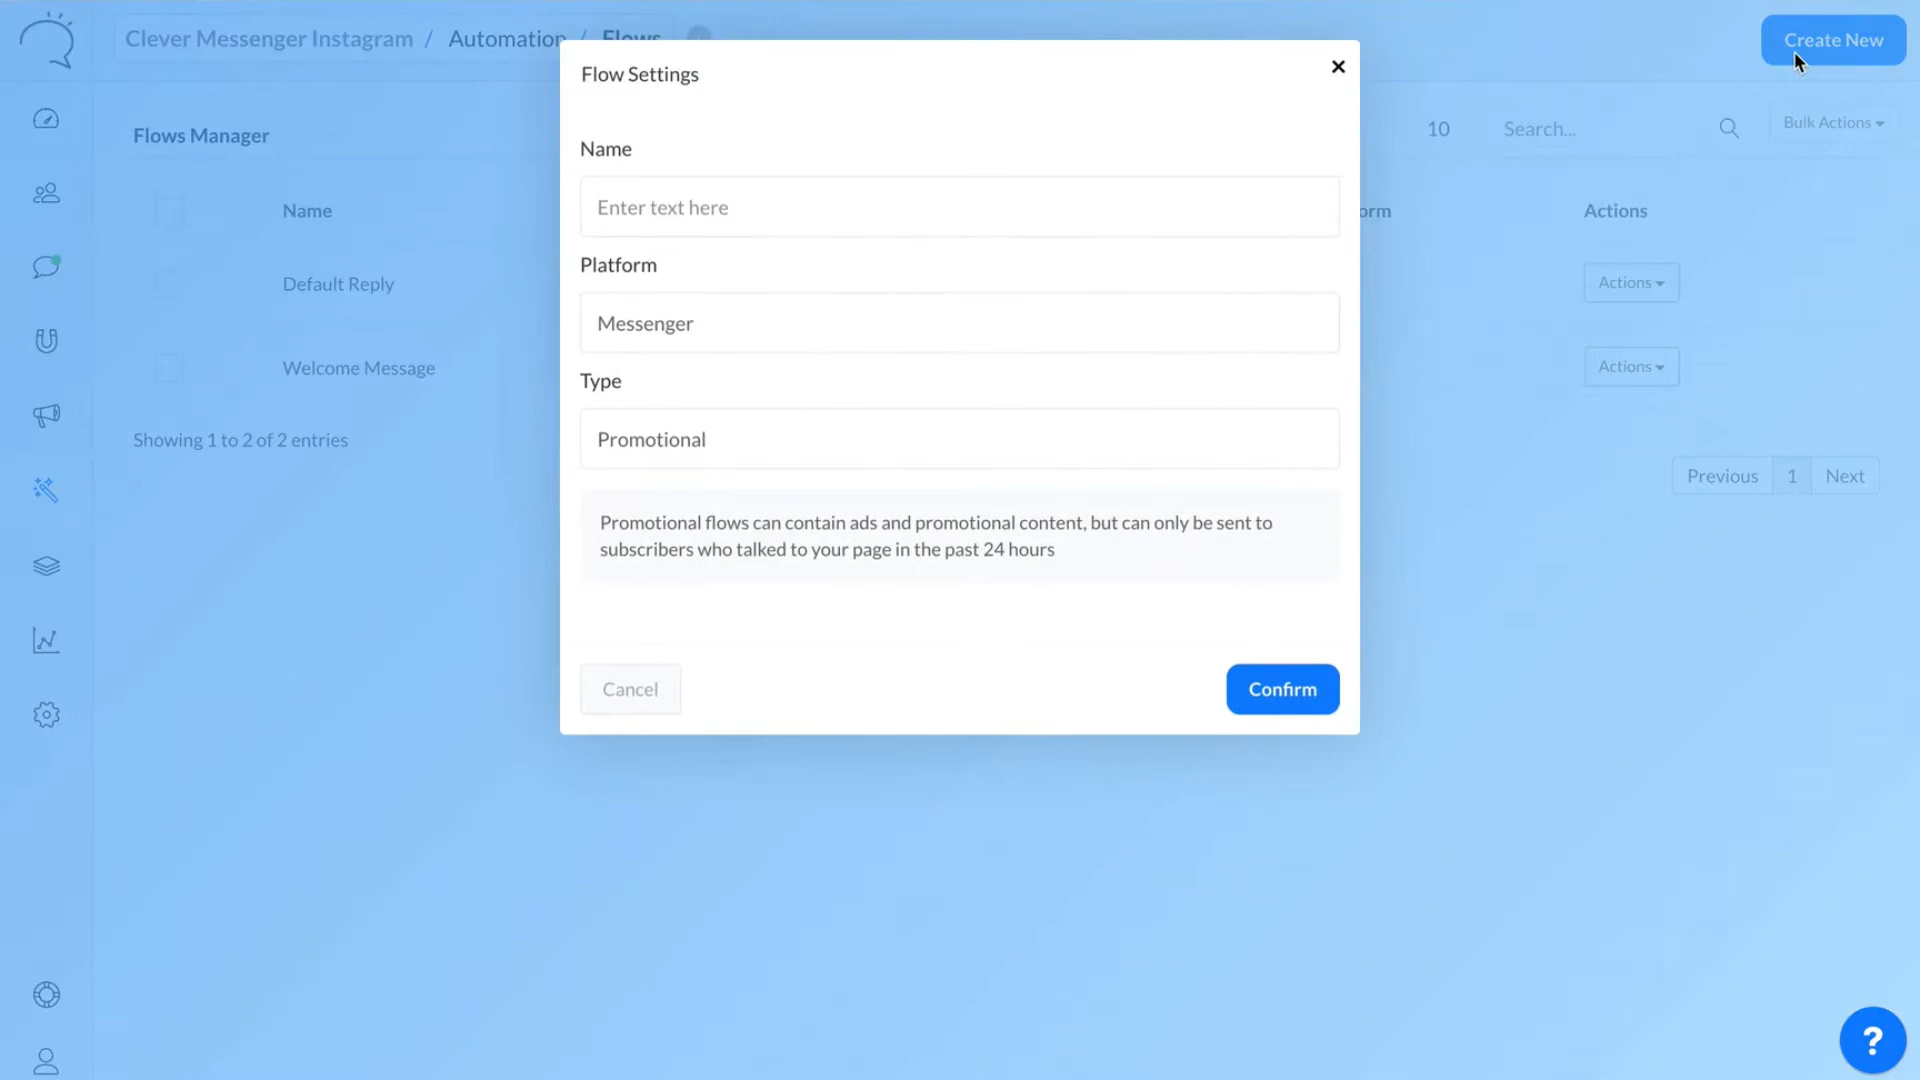 Clever Messenger Instagram / Automation / Flows
Create New
Flow Settings
Flows Manager
10
Search...
Bulk Actions
Name
Actions
Default Reply
Actions
Welcome Message
Actions
Showing 1 to 2 of 2 entries
Previous 1 Next
Name
Enter text here
Platform
Messenger
Type
Promotional
Promotional flows can contain ads and promotional content, but can only be sent to
subscribers who talked to your page in the past 24 hours
Cancel
Confirm
?